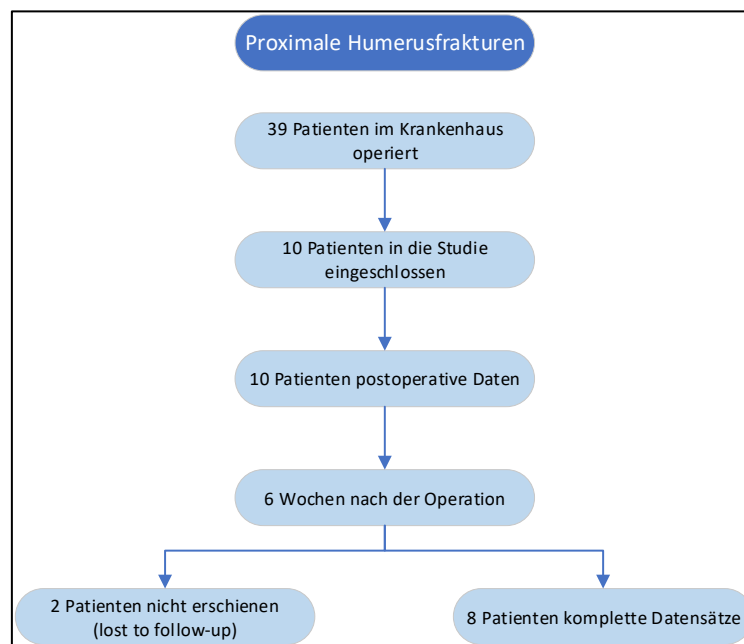 Proximale Humerusfrakturen
39 Patienten im Krankenhaus
operiert
10 Patienten in die Studie
eingeschlossen
10 Patienten postoperative Daten
6 Wochen nach der Operation
2 Patienten nicht erschienen
(lost to follow-up)
8 Patienten komplette Datensätze